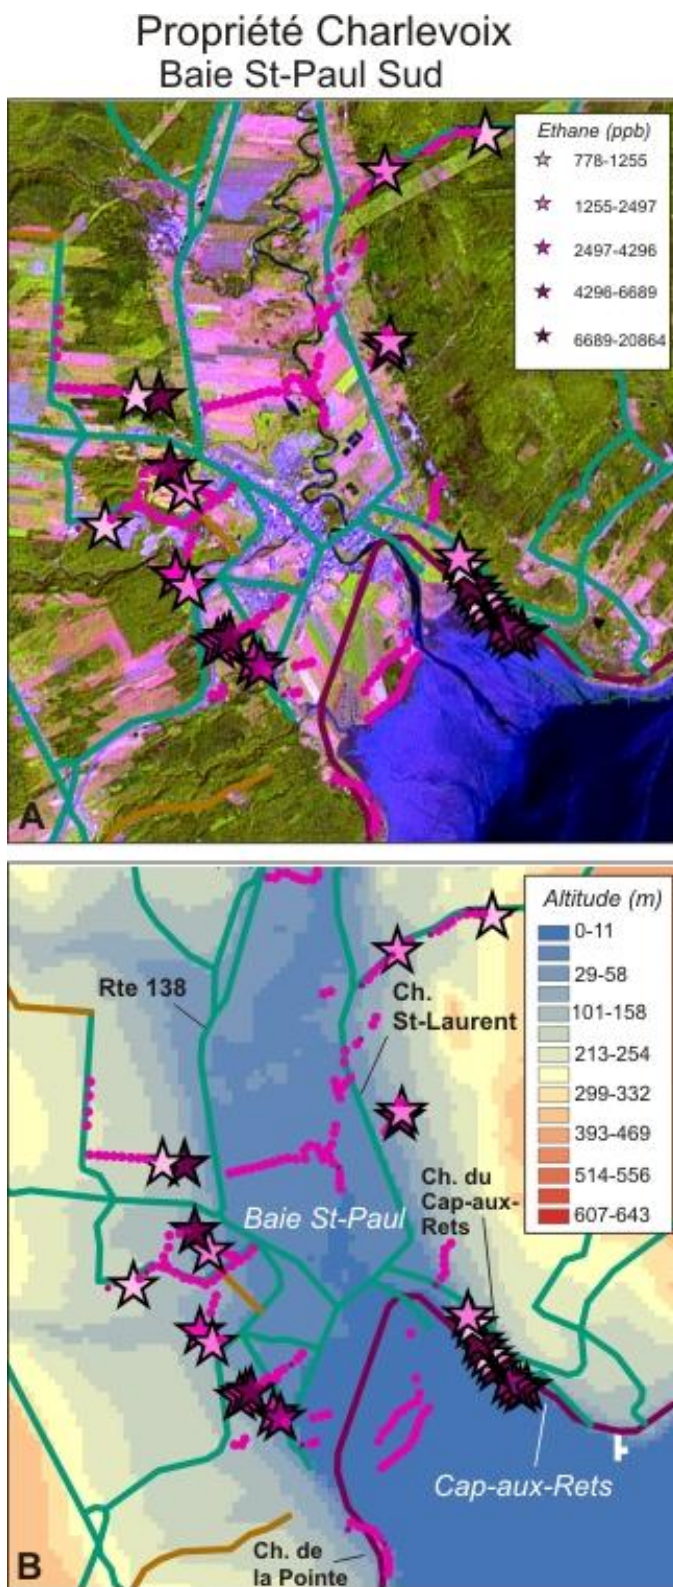 Propriété Charlevoix
Baie St-Paul Sud
Ethane (ppb)
778-1255
1255-2497
2497-4296
4296-6689
6689-20864
A
Altitude (m)
0-11
29-58
101-158
213-254
299-332
393-469
514-556
607-643
Rte 138
Ch.
St-Laurent
Ch. du
Cap-aux-
Rets
Baie St-Paul
Cap-aux-Rets
Ch. de
la Pointe
B